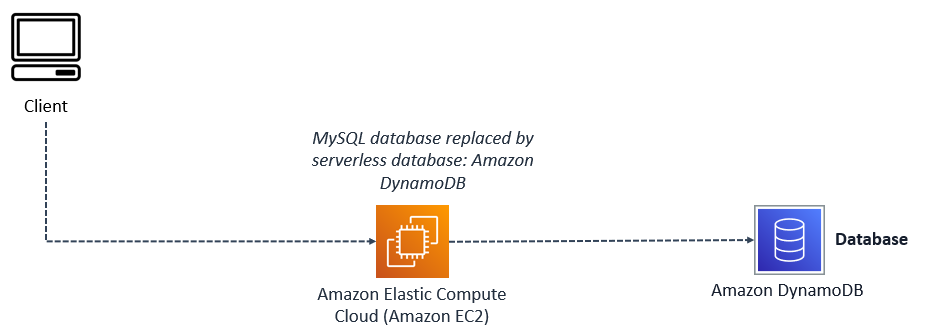 Client
MySQL database replaced by
serverless database: Amazon
DynamoDB
Amazon Elastic Compute
Cloud (Amazon EC2)
Database
Amazon DynamoDB